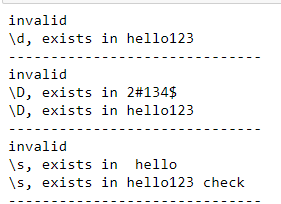 invalid
\d, exists in hello123
-------------------------------
invalid
\D, exists in 2#134$
\D, exists in hello123
-------------------------------
invalid
\s, exists in  hello
\s, exists in hello123 check
-------------------------------